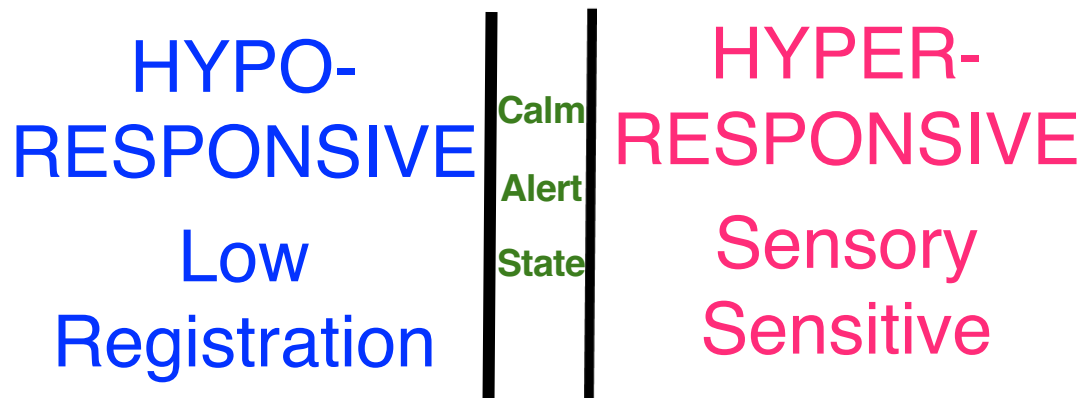 HYPO-
RESPONSIVE
Low
Registration
Calm
Alert
State
HYPER-
RESPONSIVE
Sensory
Sensitive